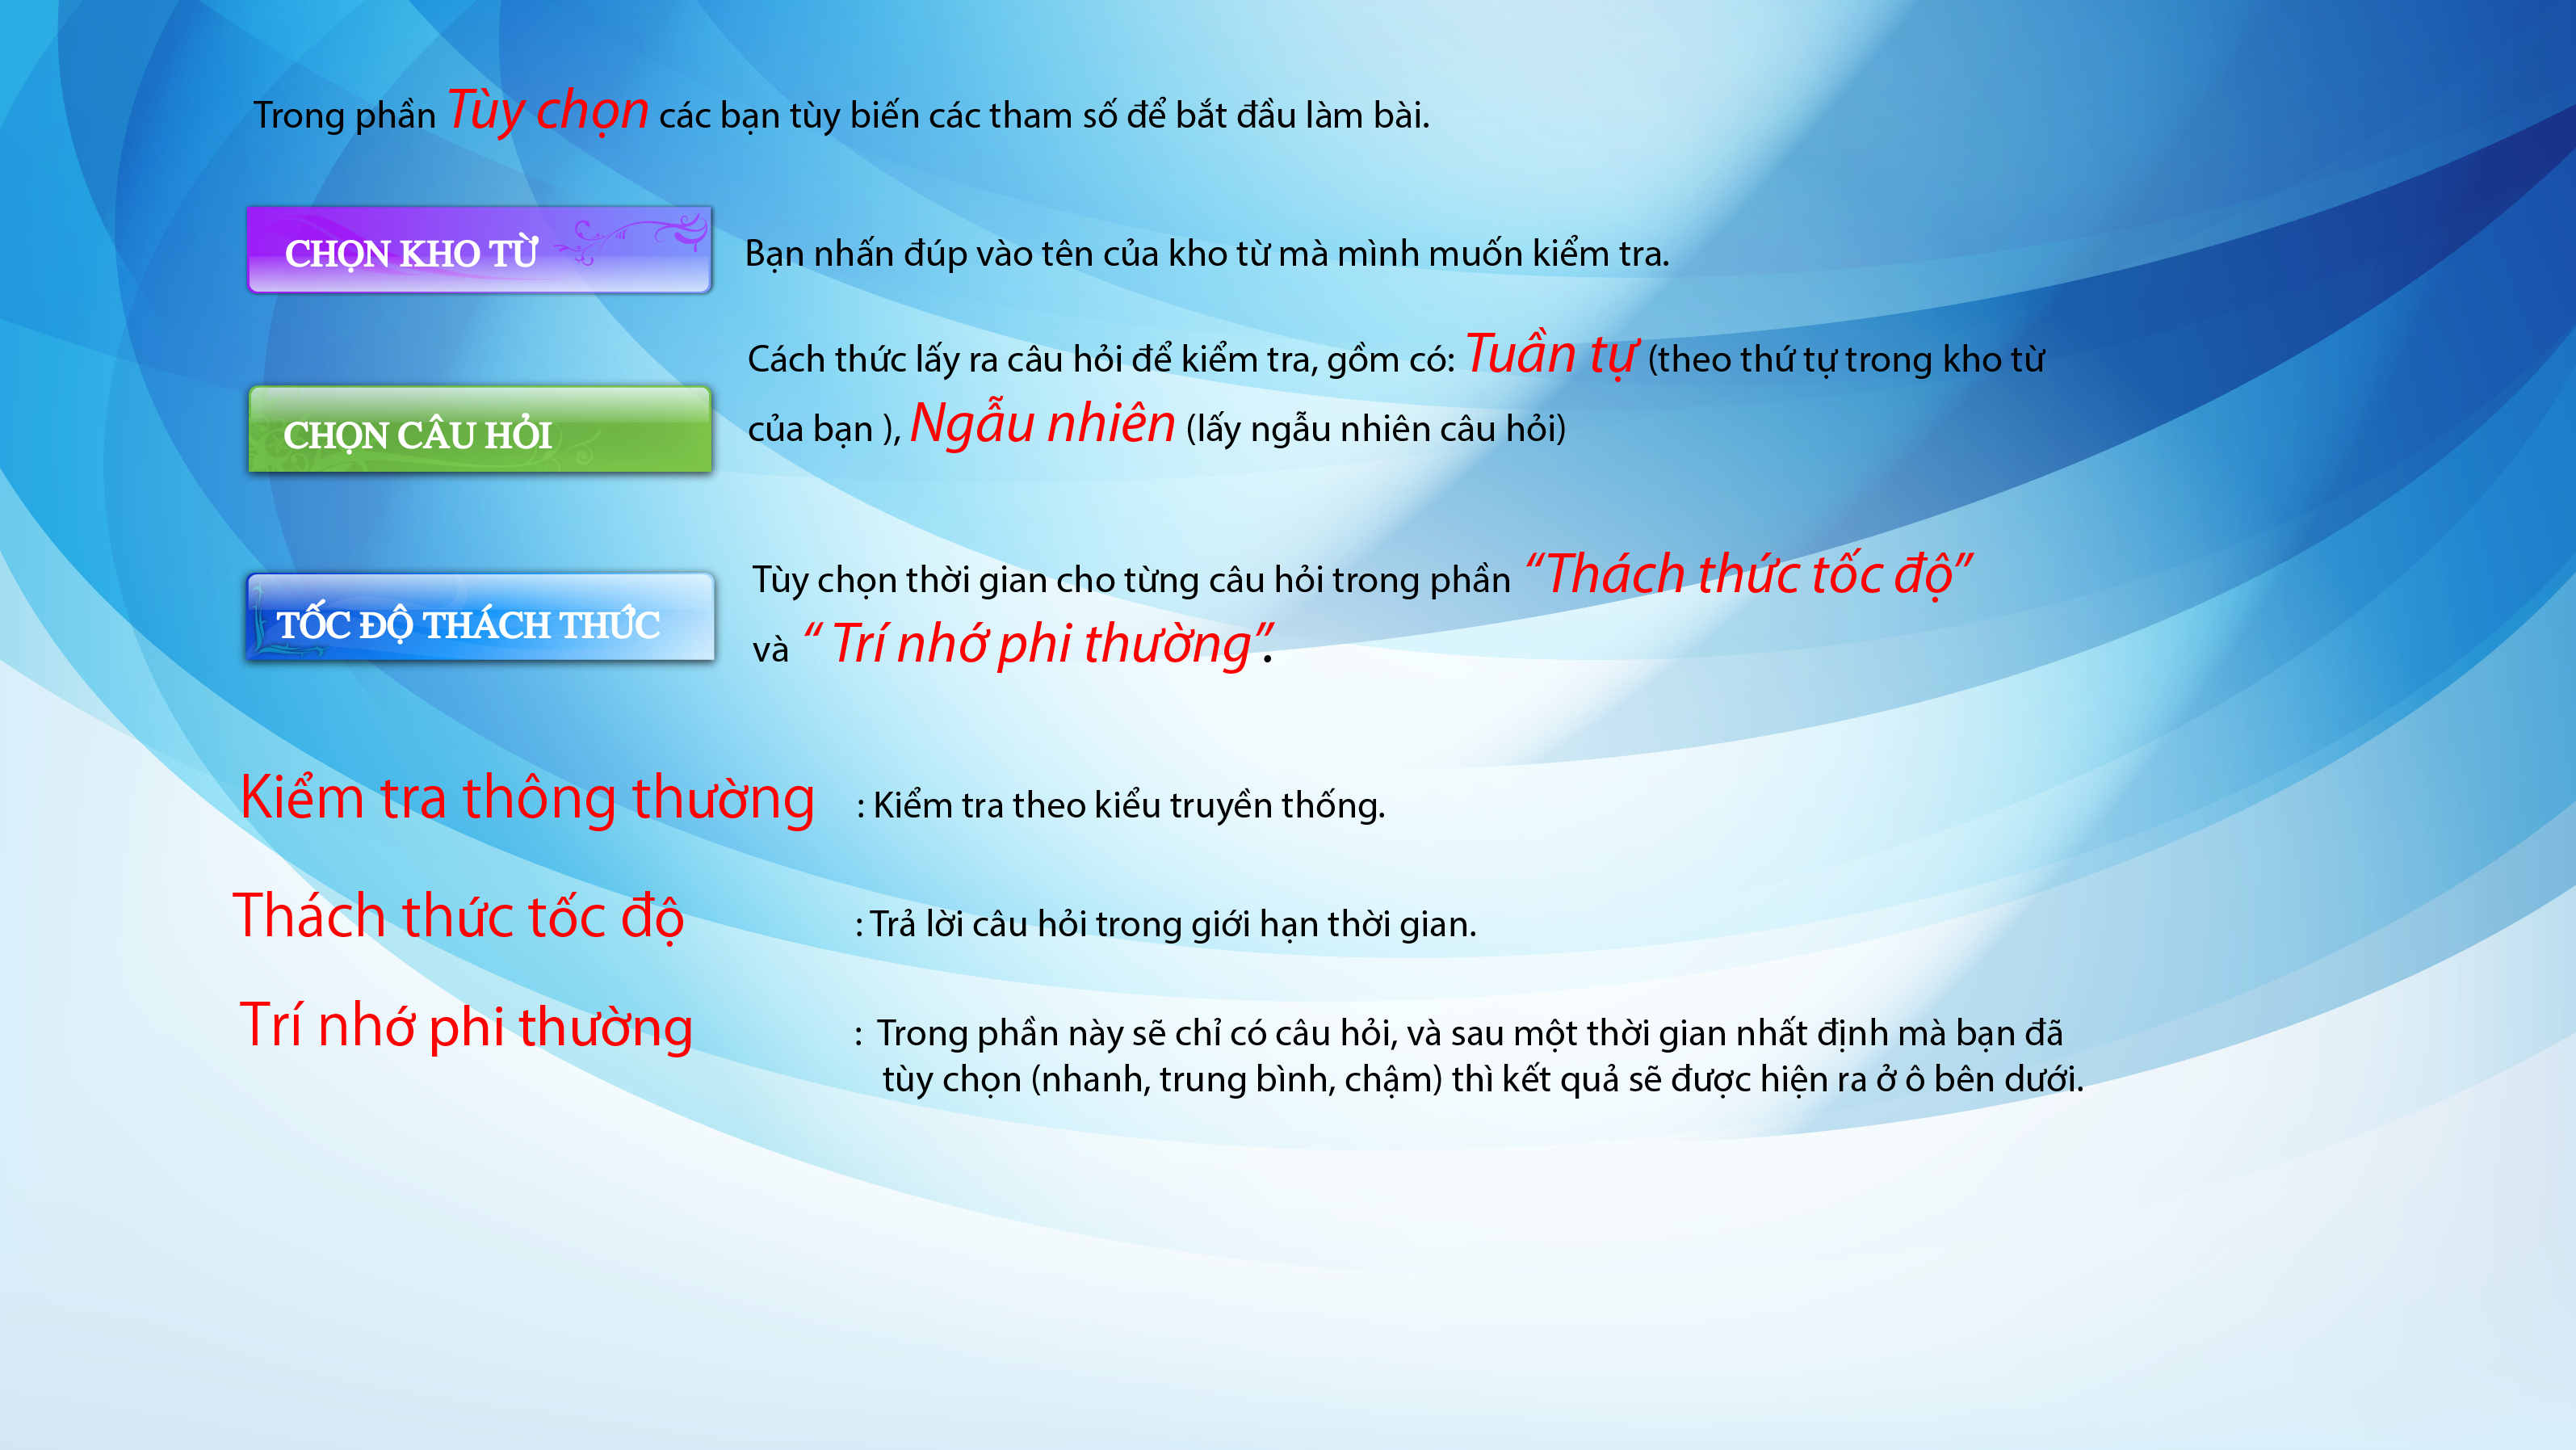 Trong phần Tùy chọn các bạn tùy biến các tham số để bắt đầu làm bài.
CHỌN KHO TỪ
Bạn nhấn đúp vào tên của kho từ mà mình muốn kiểm tra.
CHỌN CÂU HỎI
Cách thức lấy ra câu hỏi để kiểm tra, gồm có: Tuần tự (theo thứ tự trong kho từ
của bạn ), Ngẫu nhiên (lấy ngẫu nhiên câu hỏi)
TỐC ĐỘ THÁCH THỨC
Tùy chọn thời gian cho từng câu hỏi trong phần “Thách thức tốc độ”
và “ Trí nhớ phi thường”.
Kiểm tra thông thường : Kiểm tra theo kiểu truyền thống.
Thách thức tốc độ : Trả lời câu hỏi trong giới hạn thời gian.
Trí nhớ phi thường : Trong phần này sẽ chỉ có câu hỏi, và sau một thời gian nhất định mà bạn đã
tùy chọn (nhanh, trung bình, chậm) thì kết quả sẽ được hiện ra ở ô bên dưới.